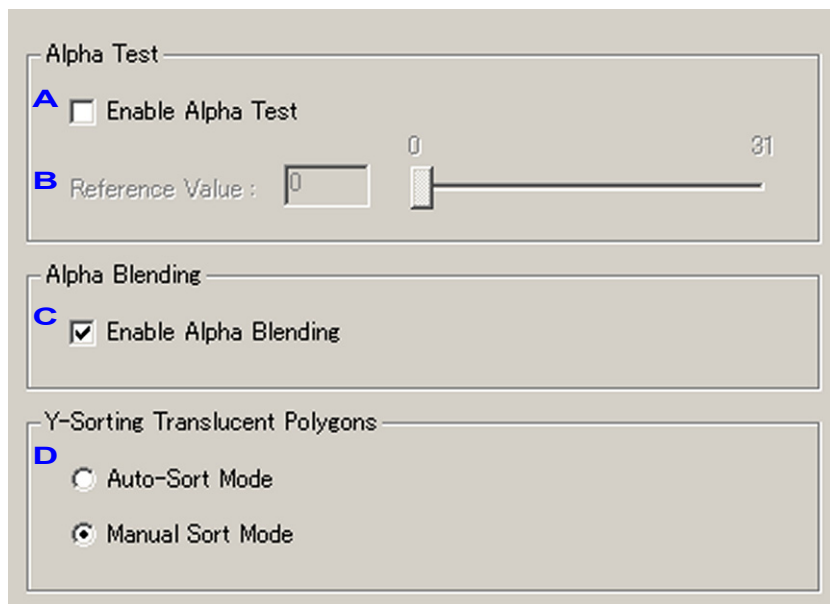 Alpha Test
A Enable Alpha Test
0 31
B Reference Value : 0
Alpha Blending
C Enable Alpha Blending
Y-Sorting Translucent Polygons
D
Auto-Sort Mode
Manual Sort Mode